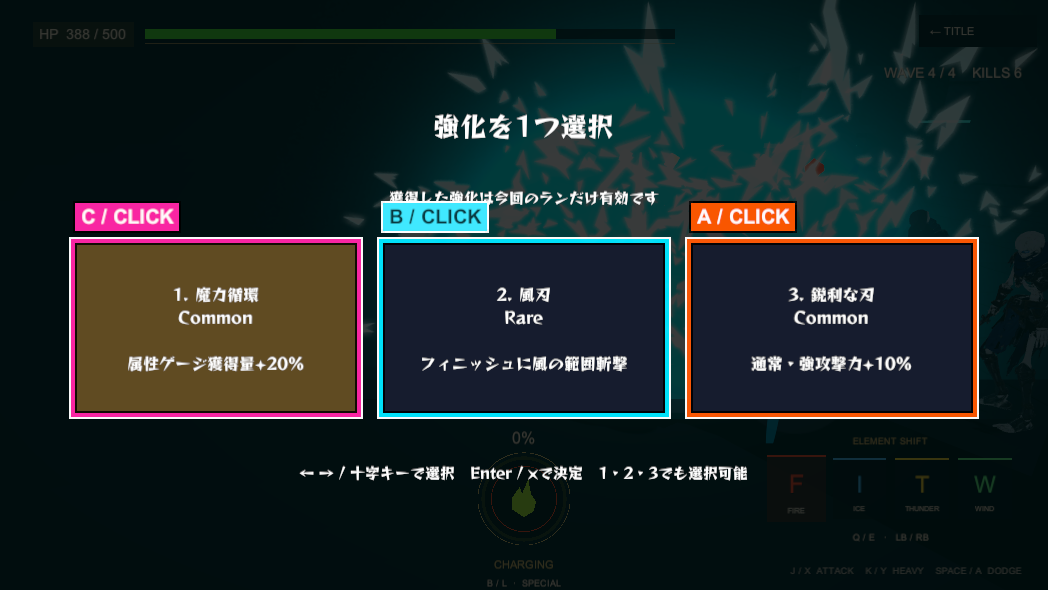 HP 388 / 500
←TITLE
WAVE 4 / 4 KILLS 6
強化を1つ選択
獲得した強化は今回のランだけ有効です
C / CLICK
B / CLICK
A / CLICK
1. 魔力循環
Common
属性ゲージ獲得量+20%
2. 風刃
Rare
フィニッシュに風の範囲斬撃
3. 鋭利な刃
Common
通常・強攻撃力+10%
0%
←→ / 十字キーで選択 Enter / ×で決定 1・2・3でも選択可能
ELEMENT SHIFT
F
I
T
W
FIRE
ICE
THUNDER
WIND
Q / E · LB / RB
CHARGING
B / L · SPECIAL
J / X ATTACK K / Y HEAVY SPACE / A DODGE